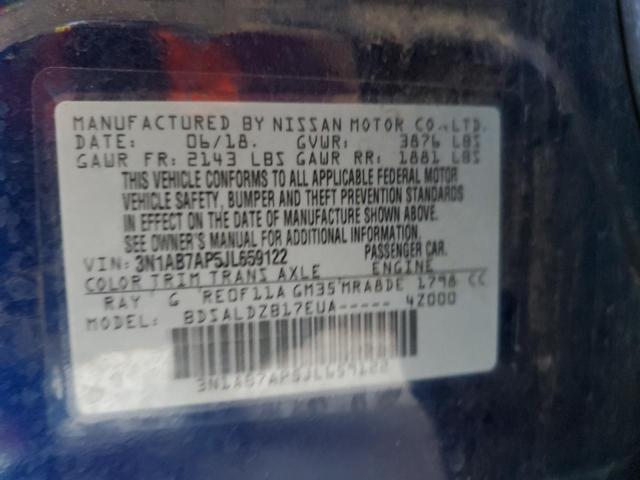 MANUFACTURED BY NISSAN MOTOR CO.,LTD.
DATE: 06/18. GVWR: 3876 LBS
GAWR FR: 2143 LBS GAWR RR: 1881 LBS
THIS VEHICLE CONFORMS TO ALL APPLICABLE FEDERAL MOTOR
VEHICLE SAFETY, BUMPER AND THEFT PREVENTION STANDARDS
IN EFFECT ON THE DATE OF MANUFACTURE SHOWN ABOVE.
SEE OWNER'S MANUAL FOR ADDITIONAL INFORMATION.
VIN: 3N1AB7AP5JL659122 PASSENGER CAR.
COLOR TRIM TRANS AXLE ENGINE
RAY G RE0F11A GM35 MRA8DE 1798 CC
MODEL: BDSALDZB17EUA----- 4Z000
3N1AB7AP5JL659122